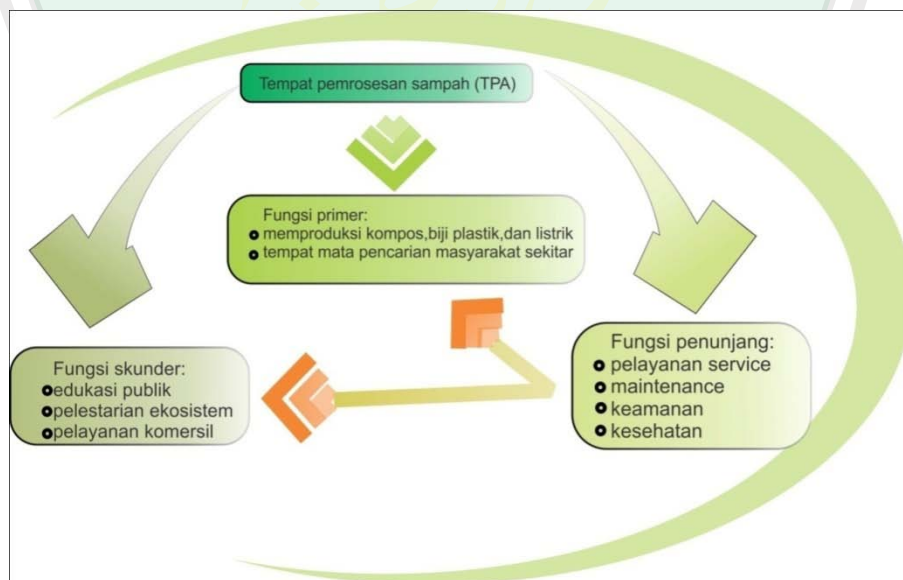 Tempat pemrosesan sampah (TPA)
Fungsi primer:
memproduksi kompos,biji plastik,dan listrik
tempat mata pencarian masyarakat sekitar
Fungsi skunder:
edukasi publik
pelestarian ekosistem
pelayanan komersil
Fungsi penunjang:
pelayanan service
maintenance
keamanan
kesehatan